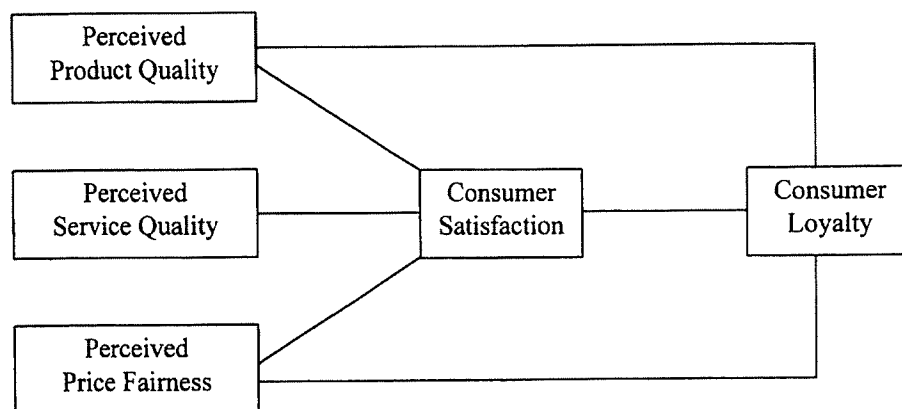 Perceived
Product Quality
Perceived
Service Quality
Consumer
Satisfaction
Consumer
Loyalty
Perceived
Price Fairness